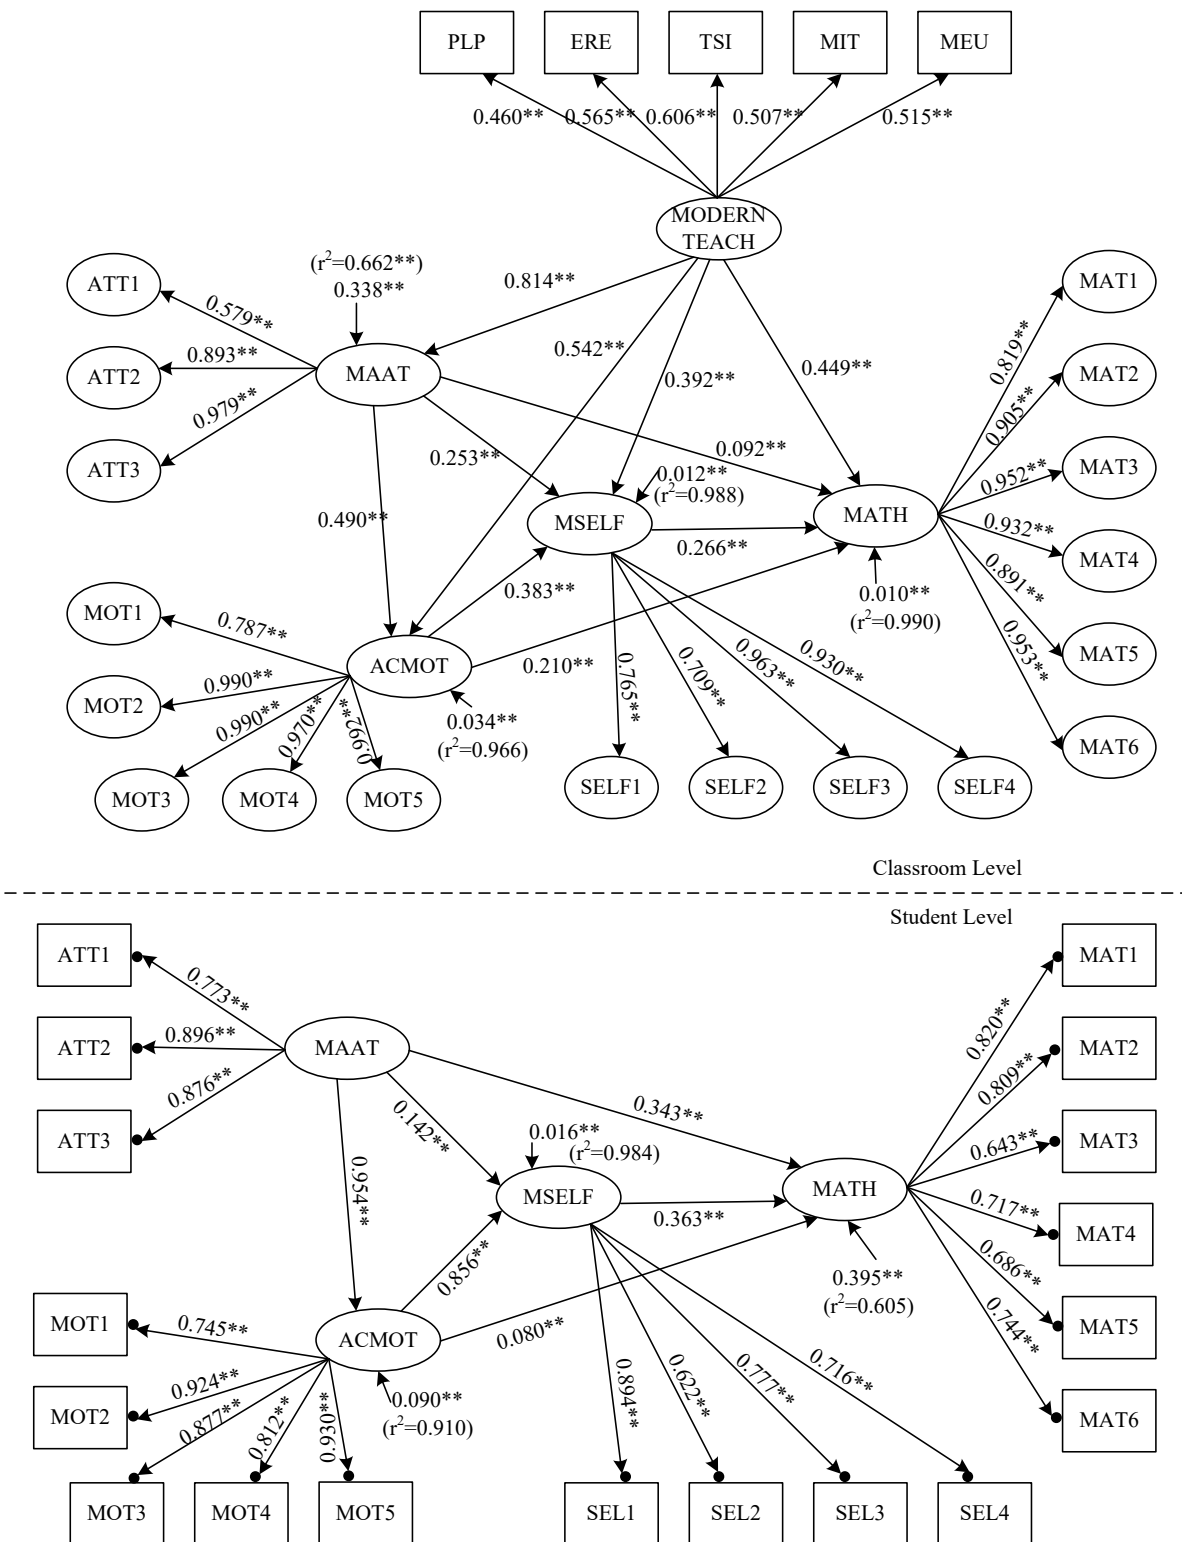 PLP
ERE
TSI
MIT
MEU
0.460**
0.565**
0.606**
0.507**
0.515**
MODERN
TEACH
(r²=0.662**)
0.338**
0.814**
0.542**
0.392**
0.449**
ATT1
ATT2
ATT3
0.579**
0.893**
0.979**
MAAT
0.253**
0.092**
0.490**
0.012**
(r²=0.988)
MSELF
MATH
0.266**
0.383**
0.210**
0.010**
(r²=0.990)
MAT1
MAT2
MAT3
MAT4
MAT5
MAT6
0.819**
0.905**
0.952**
0.932**
0.891**
0.953**
MOT1
MOT2
MOT3
MOT4
MOT5
0.787**
0.990**
0.990**
0.970**
0.992**
ACMOT
0.034**
(r²=0.966)
0.765**
0.709**
0.963**
0.930**
SELF1
SELF2
SELF3
SELF4
Classroom Level
Student Level
ATT1
ATT2
ATT3
0.773**
0.896**
0.876**
MAAT
0.142**
0.343**
0.954**
0.016**
(r²=0.984)
MSELF
MATH
0.363**
0.856**
0.080**
0.395**
(r²=0.605)
MAT1
MAT2
MAT3
MAT4
MAT5
MAT6
0.820**
0.809**
0.643**
0.717**
0.686**
0.744**
MOT1
MOT2
MOT3
MOT4
MOT5
0.745**
0.924**
0.877**
0.812**
0.930**
ACMOT
0.090**
(r²=0.910)
0.894**
0.622**
0.777**
0.716**
SEL1
SEL2
SEL3
SEL4